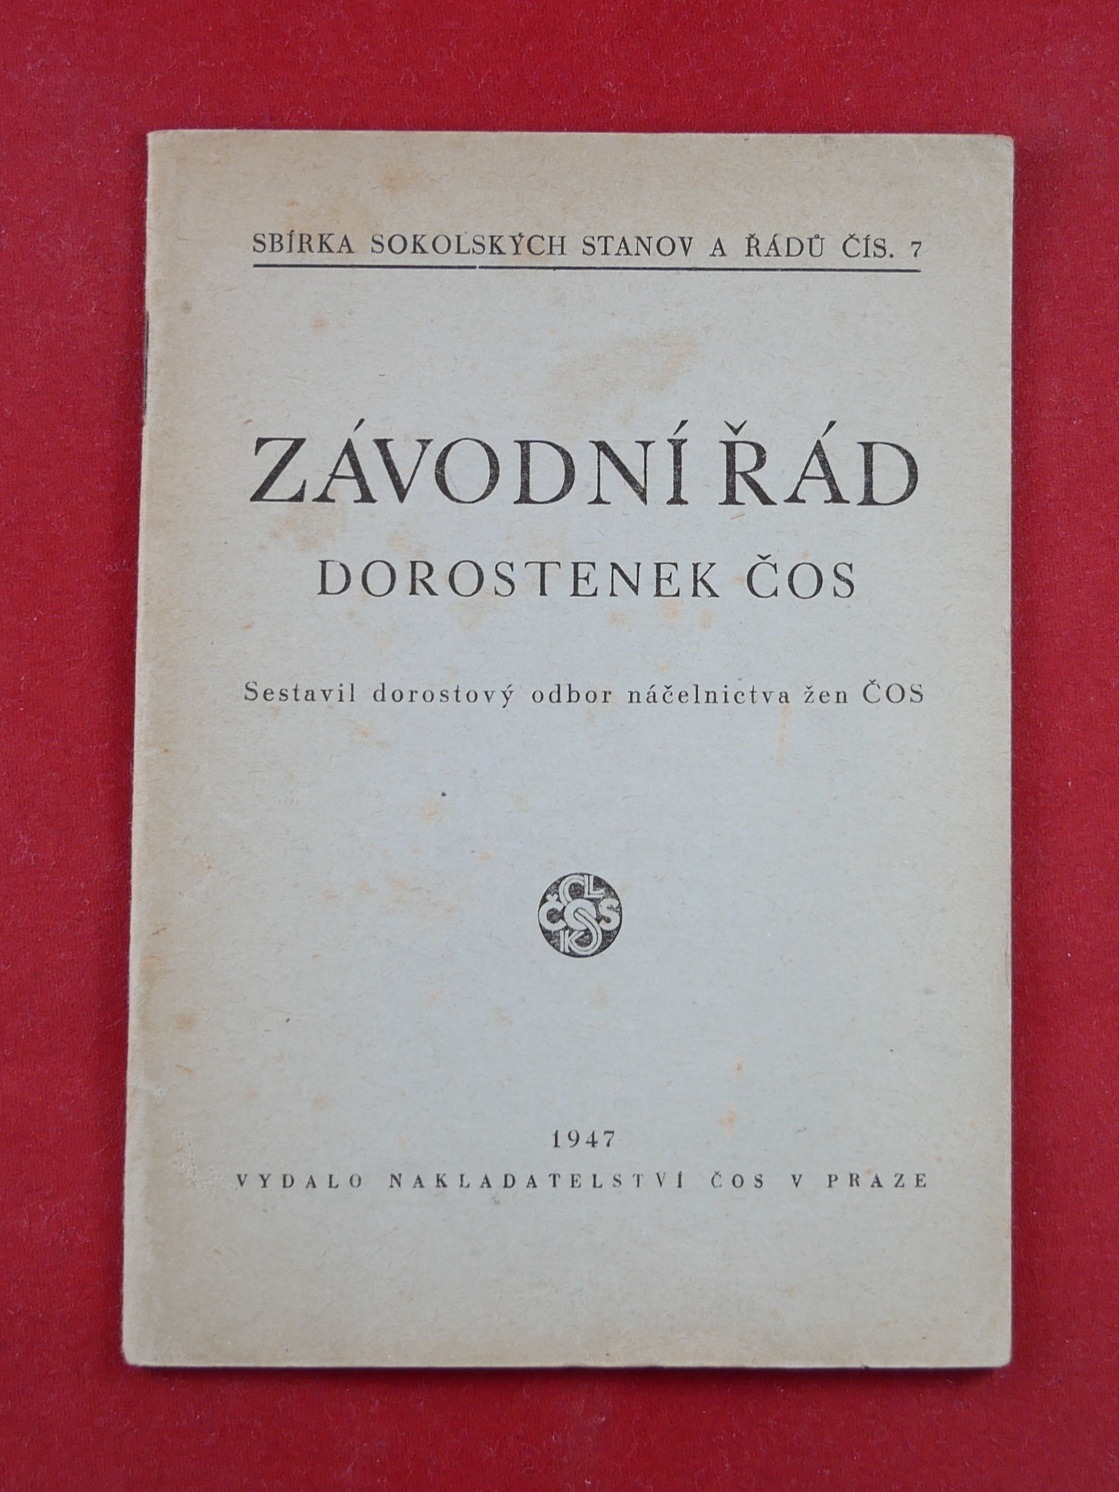 SBÍRKA SOKOLSKÝCH STANOV A ŘÁDŮ ČÍS. 7
ZÁVODNÍ ŘÁD
DOROSTENEK ČOS
Sestavil dorostový odbor náčelnictva žen ČOS
ČOS
1947
VYDALO NAKLADATELSTVÍ ČOS V PRAZE